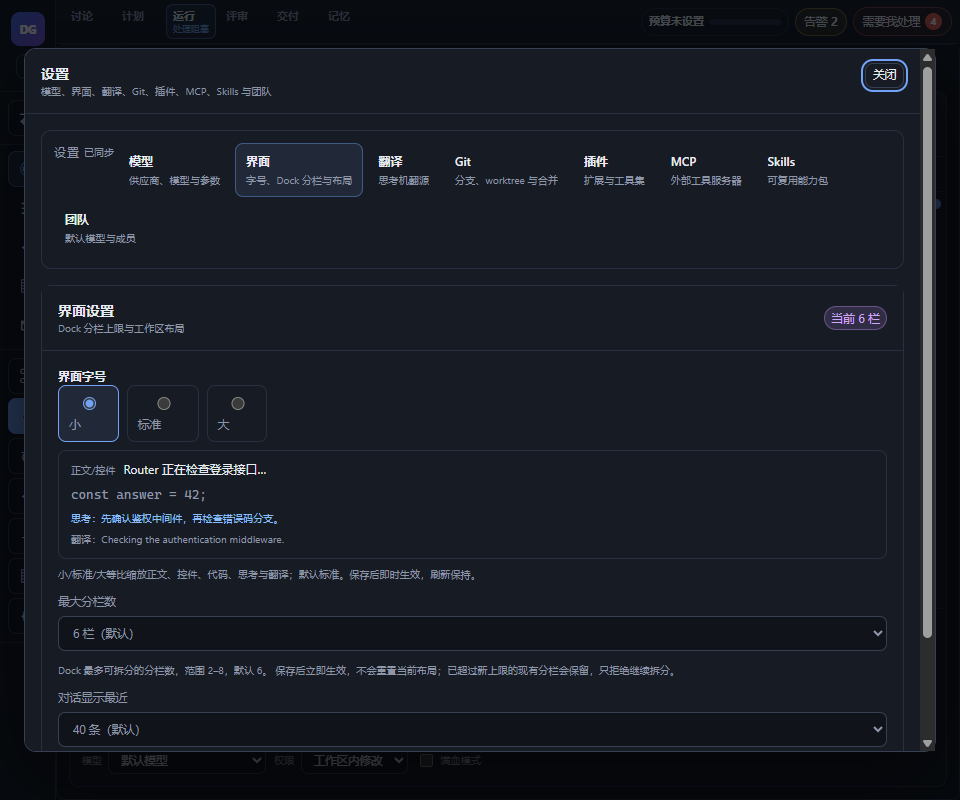 DG
讨论
计划
运行
处理阻塞
评审
交付
记忆
预算未设置
告警 2
需要我处理 4
设置
模型、界面、翻译、Git、插件、MCP、Skills 与团队
关闭
设置 已同步
模型
供应商、模型与参数
界面
字号、Dock 分栏与布局
翻译
思考机翻源
Git
分支、worktree 与合并
插件
扩展与工具集
MCP
外部工具服务器
Skills
可复用能力包
团队
默认模型与成员
界面设置
Dock 分栏上限与工作区布局
当前 6 栏
界面字号
小
标准
大
正文/控件 Router 正在检查登录接口...
const answer = 42;
思考：先确认鉴权中间件，再检查错误码分支。
翻译：Checking the authentication middleware.
小/标准/大等比缩放正文、控件、代码、思考与翻译；默认标准。保存后即时生效，刷新保持。
最大分栏数
6 栏（默认）
Dock 最多可拆分的分栏数，范围 2–8，默认 6。 保存后立即生效，不会重置当前布局；已超过新上限的现有分栏会保留，只拒绝继续拆分。
对话显示最近
40 条（默认）
模型 默认模型 权限 工作区内修改 满血模式